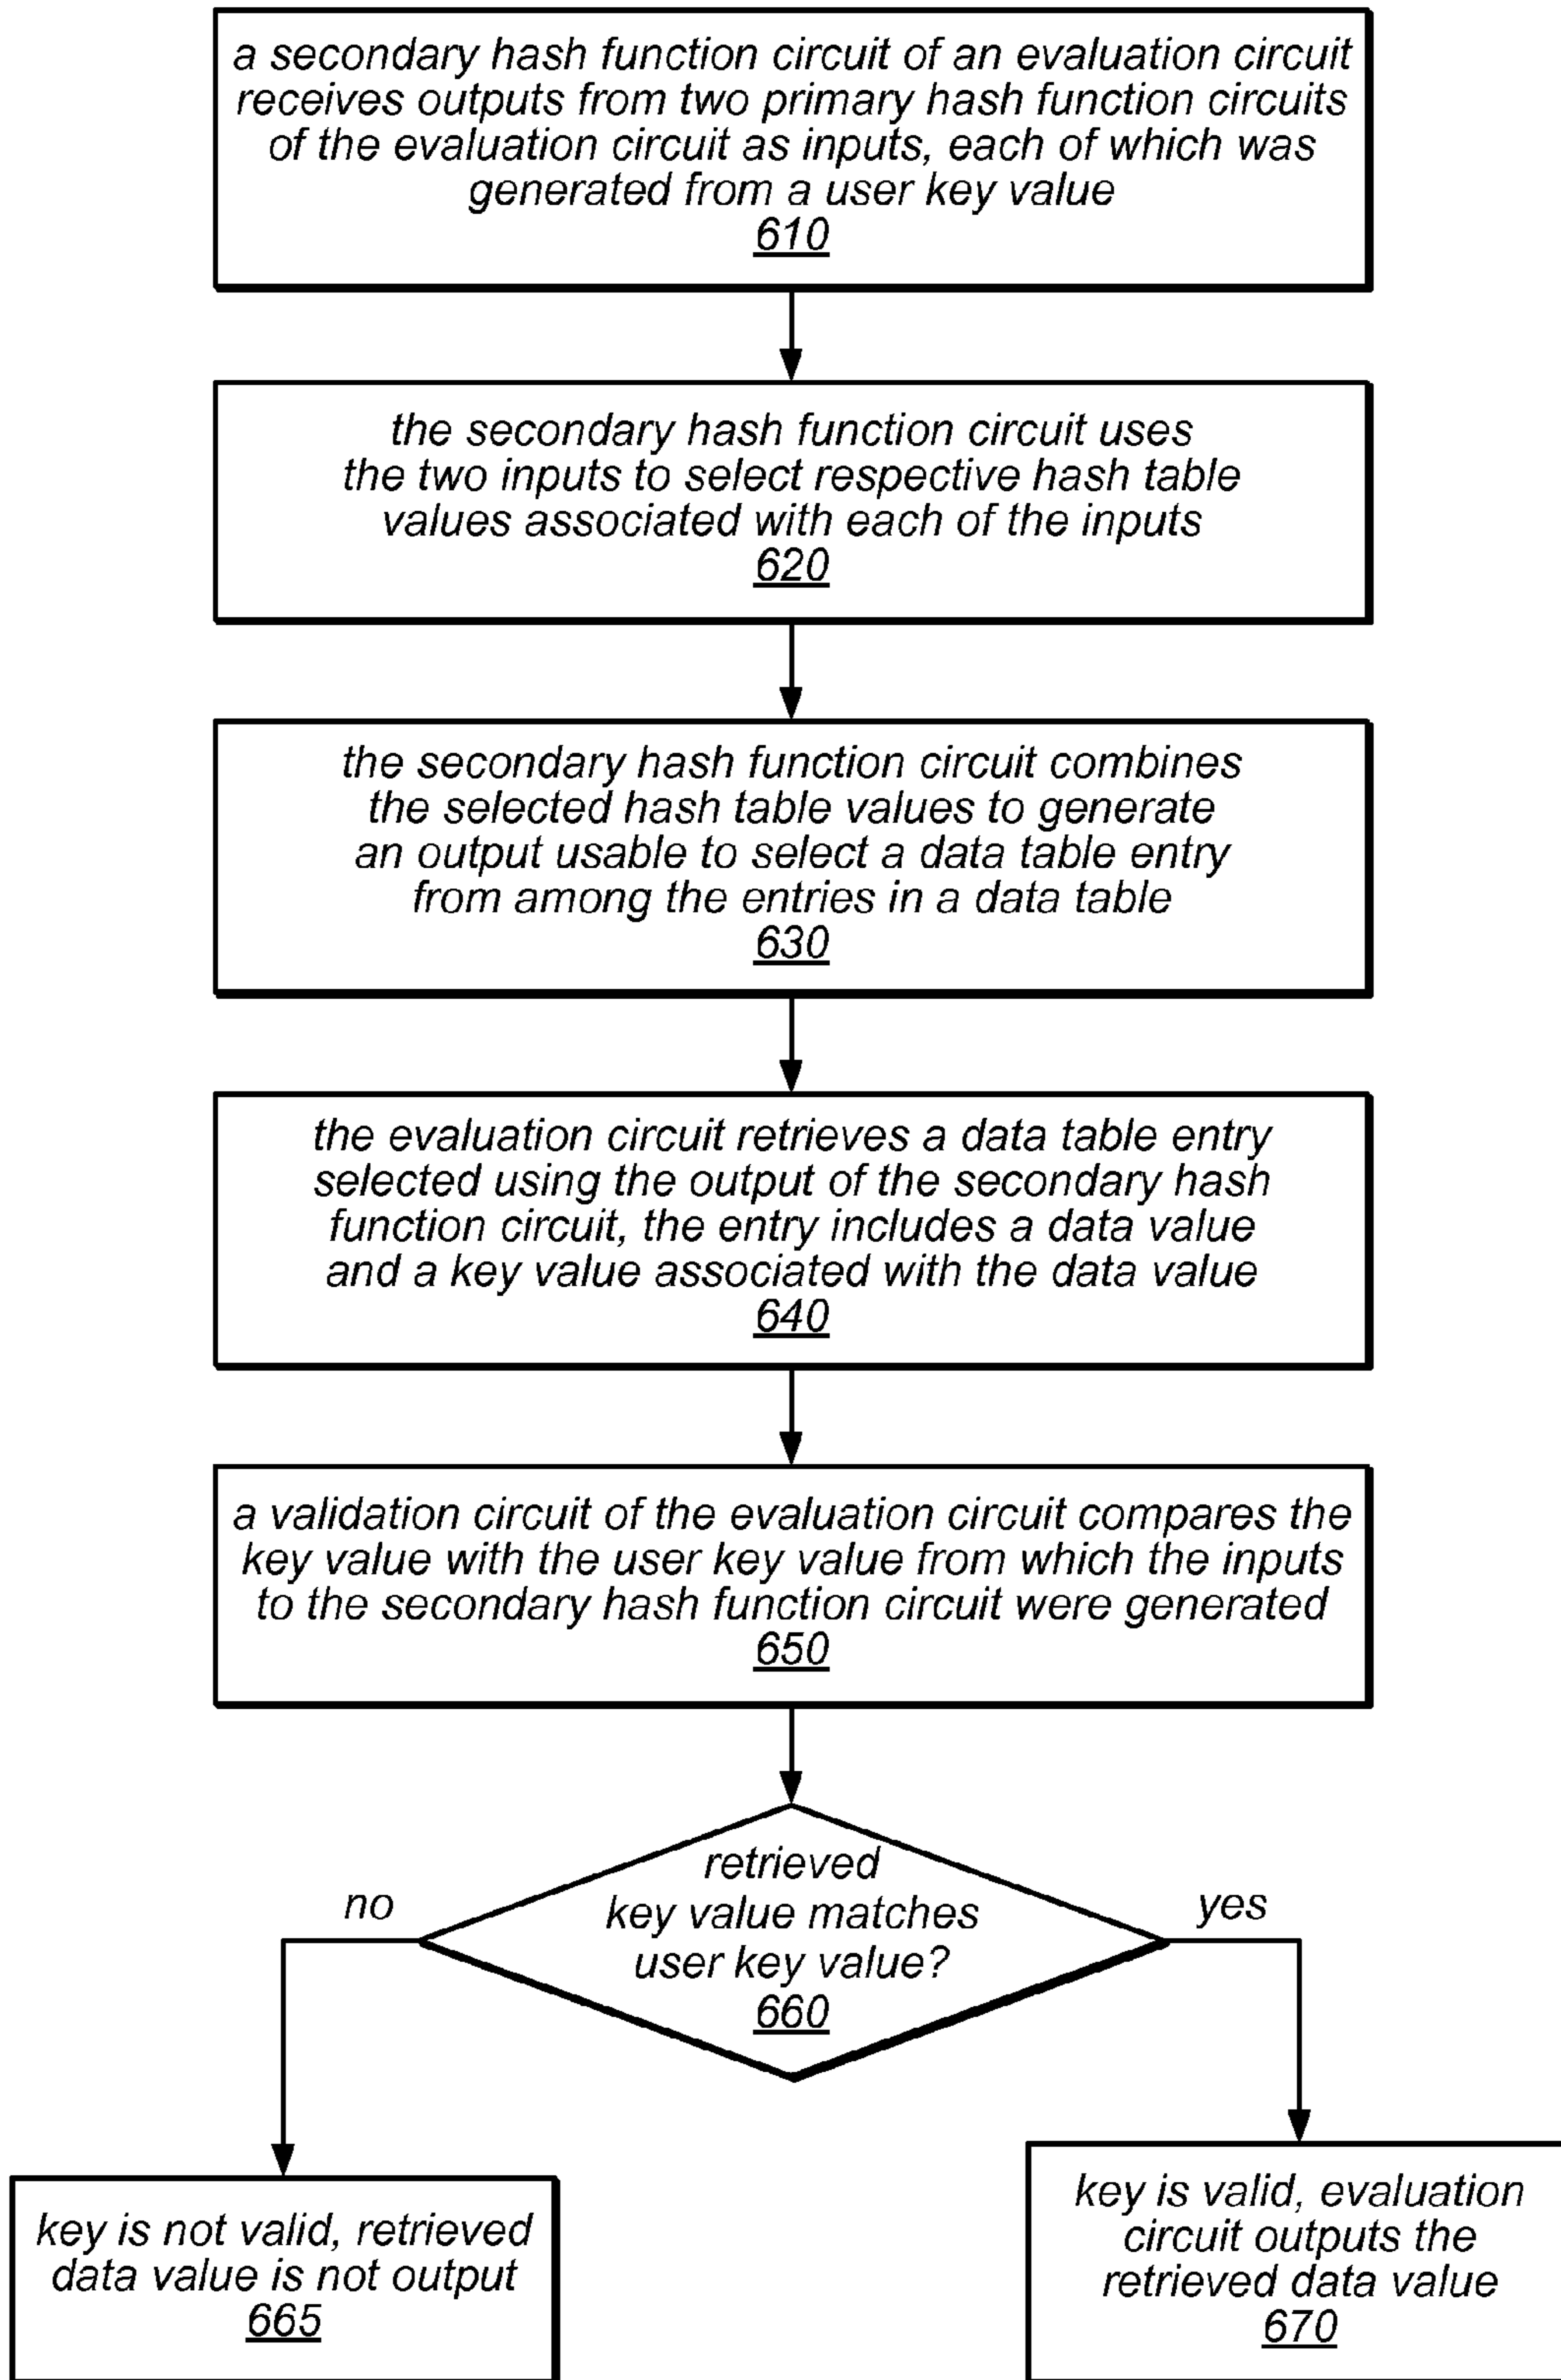 a secondary hash function circuit of an evaluation circuit
receives outputs from two primary hash function circuits
of the evaluation circuit as inputs, each of which was
generated from a user key value
610
the secondary hash function circuit uses
the two inputs to select respective hash table
values associated with each of the inputs
620
the secondary hash function circuit combines
the selected hash table values to generate
an output usable to select a data table entry
from among the entries in a data table
630
the evaluation circuit retrieves a data table entry
selected using the output of the secondary hash
function circuit, the entry includes a data value
and a key value associated with the data value
640
a validation circuit of the evaluation circuit compares the
key value with the user key value from which the inputs
to the secondary hash function circuit were generated
650
retrieved
key value matches
user key value?
660
no
yes
key is not valid, retrieved
data value is not output
665
key is valid, evaluation
circuit outputs the
retrieved data value
670